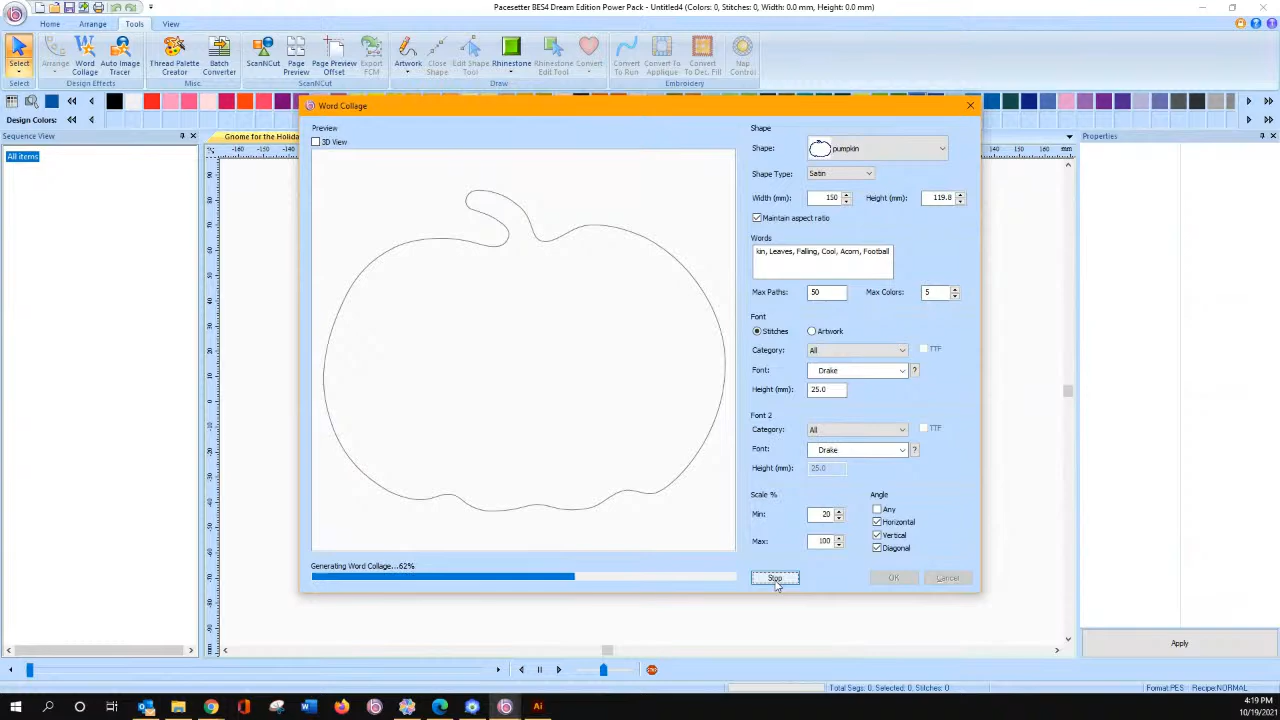 Pacesetter BES4 Dream Edition Power Pack - Untitled4 (Colors: 0, Stitches: 0, Width: 0.0 mm, Height: 0.0 mm)
Home Arrange Tools View
Select Arrange Word Collage Auto Image Tracer Thread Palette Creator Batch Converter ScanNCut Page Preview Page Preview Offset Export FCM Artwork Close Shape Edit Shape Tool Rhinestone Rhinestone Edit Tool Convert Convert To Run Convert To Applique Convert To Dec. Fill Nap Control
Select Design Effects Misc. ScanNCut Draw Embroidery
Design Colors:
Sequence View
Gnome for the Holida
Properties
All items
Word Collage
Preview
3D View
Shape
Shape: pumpkin
Shape Type: Satin
Width (mm): 150 Height (mm): 119.8
Maintain aspect ratio
Words
kin, Leaves, Falling, Cool, Acorn, Football
Max Paths: 50 Max Colors: 5
Font
Stitches Artwork
Category: All TTF
Font: Drake ?
Height (mm): 25.0
Font 2
Category: All TTF
Font: Drake ?
Height (mm): 25.0
Scale % Angle
Min: 20 Any
Horizontal
Vertical
Max: 100 Diagonal
Generating Word Collage...62%
Stop OK Cancel
Apply
Total Segs: 0, Selected: 0, Stitches: 0 Format:PES Recipe:NORMAL
4:19 PM
10/19/2021